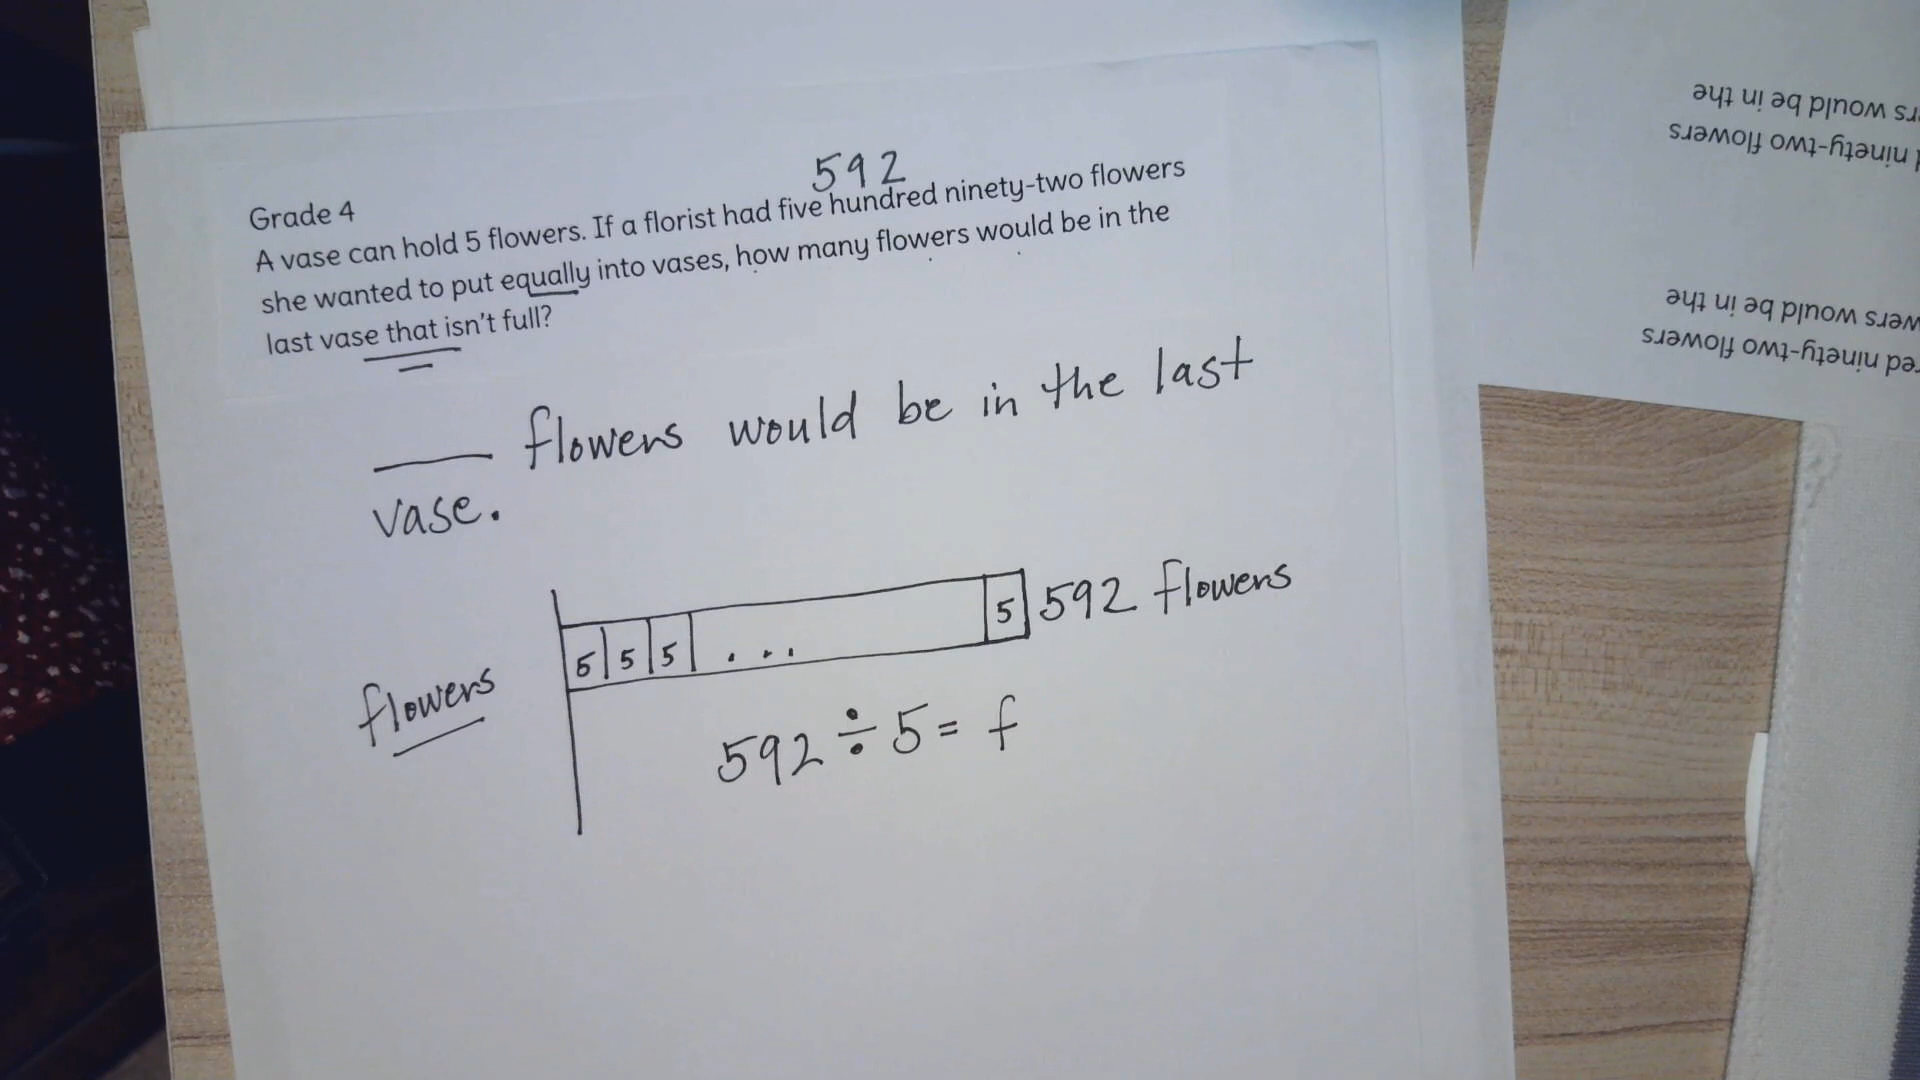 592
Grade 4
A vase can hold 5 flowers. If a florist had five hundred ninety-two flowers
she wanted to put equally into vases, how many flowers would be in the
last vase that isn't full?
____ flowers would be in the last
vase.
flowers
5 5 5 ... 5 592 flowers
592 ÷ 5 = f
rs would be in the
ninety-two flowers
wers would be in the
ed ninety-two flowers